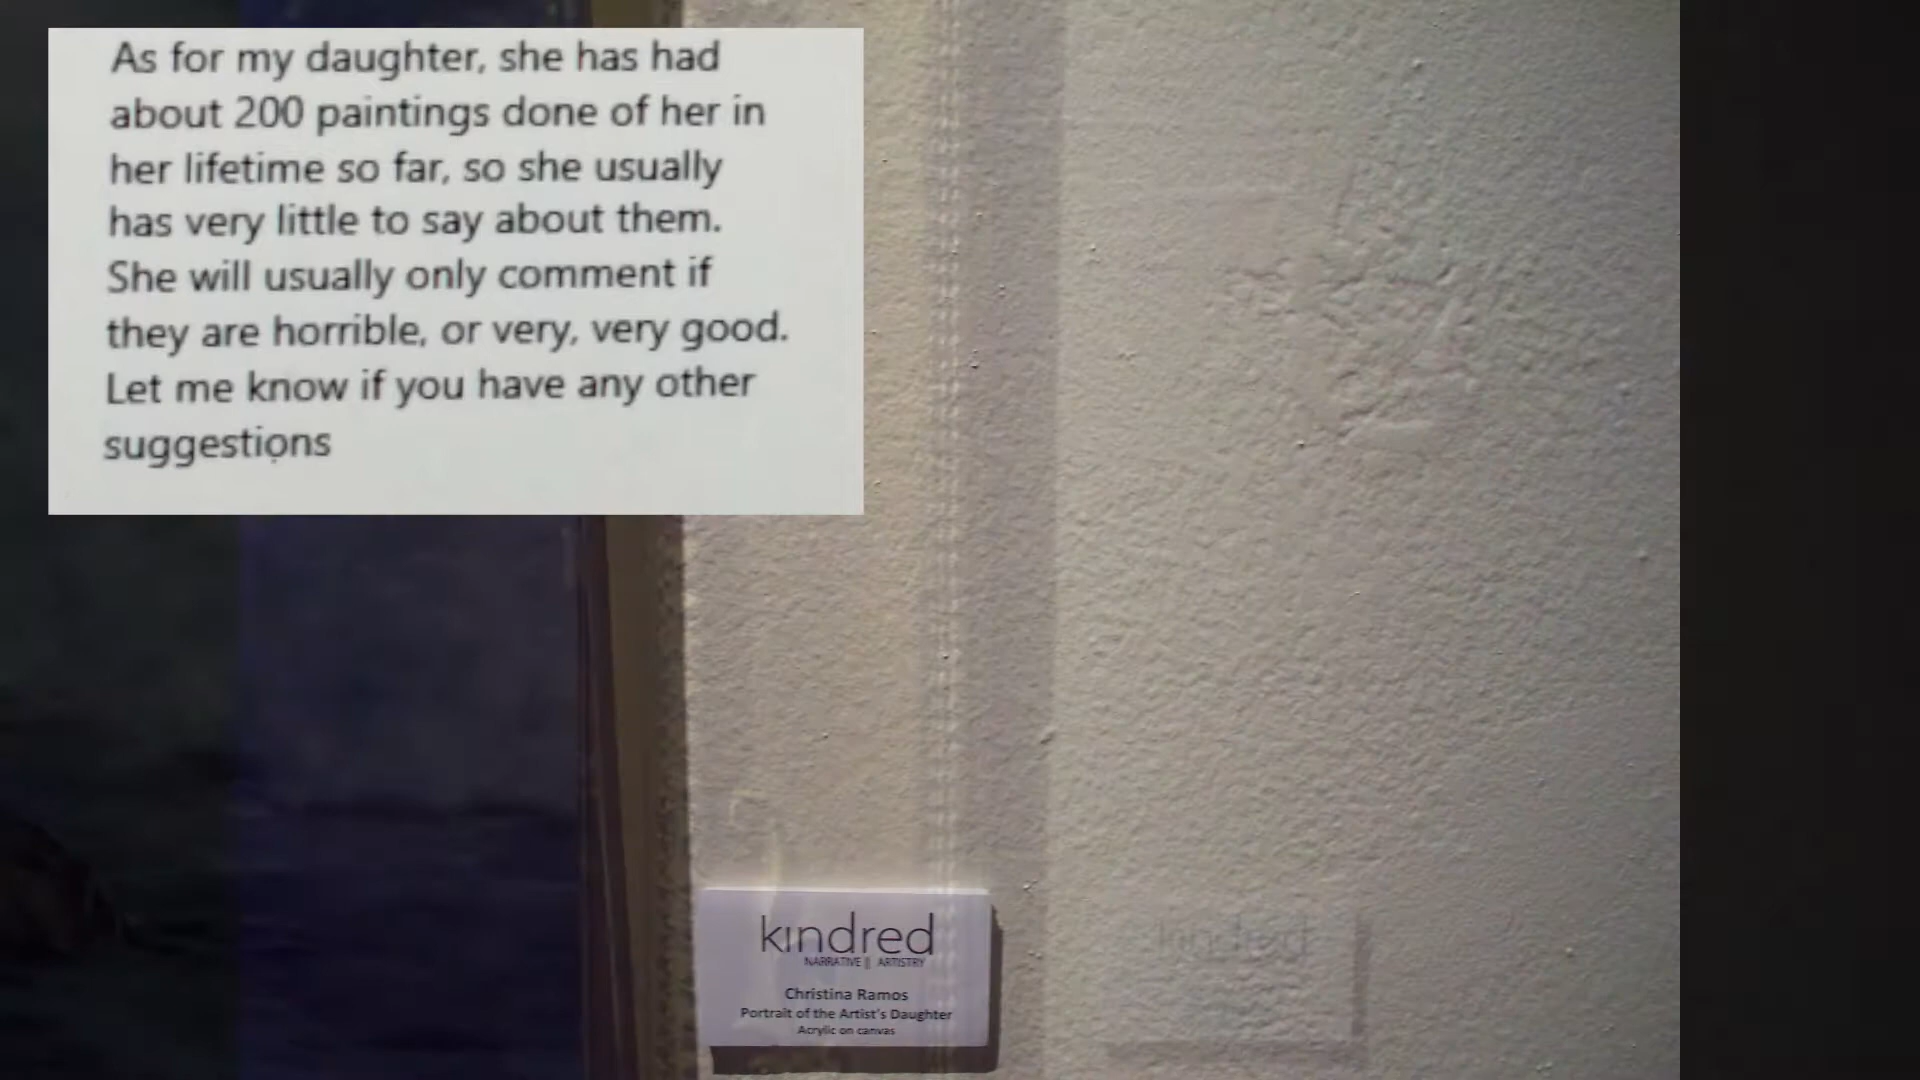 As for my daughter, she has had
about 200 paintings done of her in
her lifetime so far, so she usually
has very little to say about them.
She will usually only comment if
they are horrible, or very, very good.
Let me know if you have any other
suggestions
kindred
NARRATIVE || ARTISTRY
Christina Ramos
Portrait of the Artist's Daughter
Acrylic on canvas
kindred